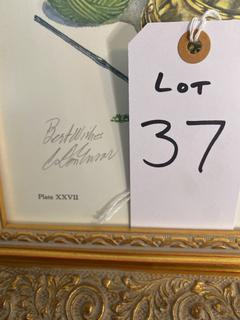 LOT
37
Best Wishes
Plate XXVII